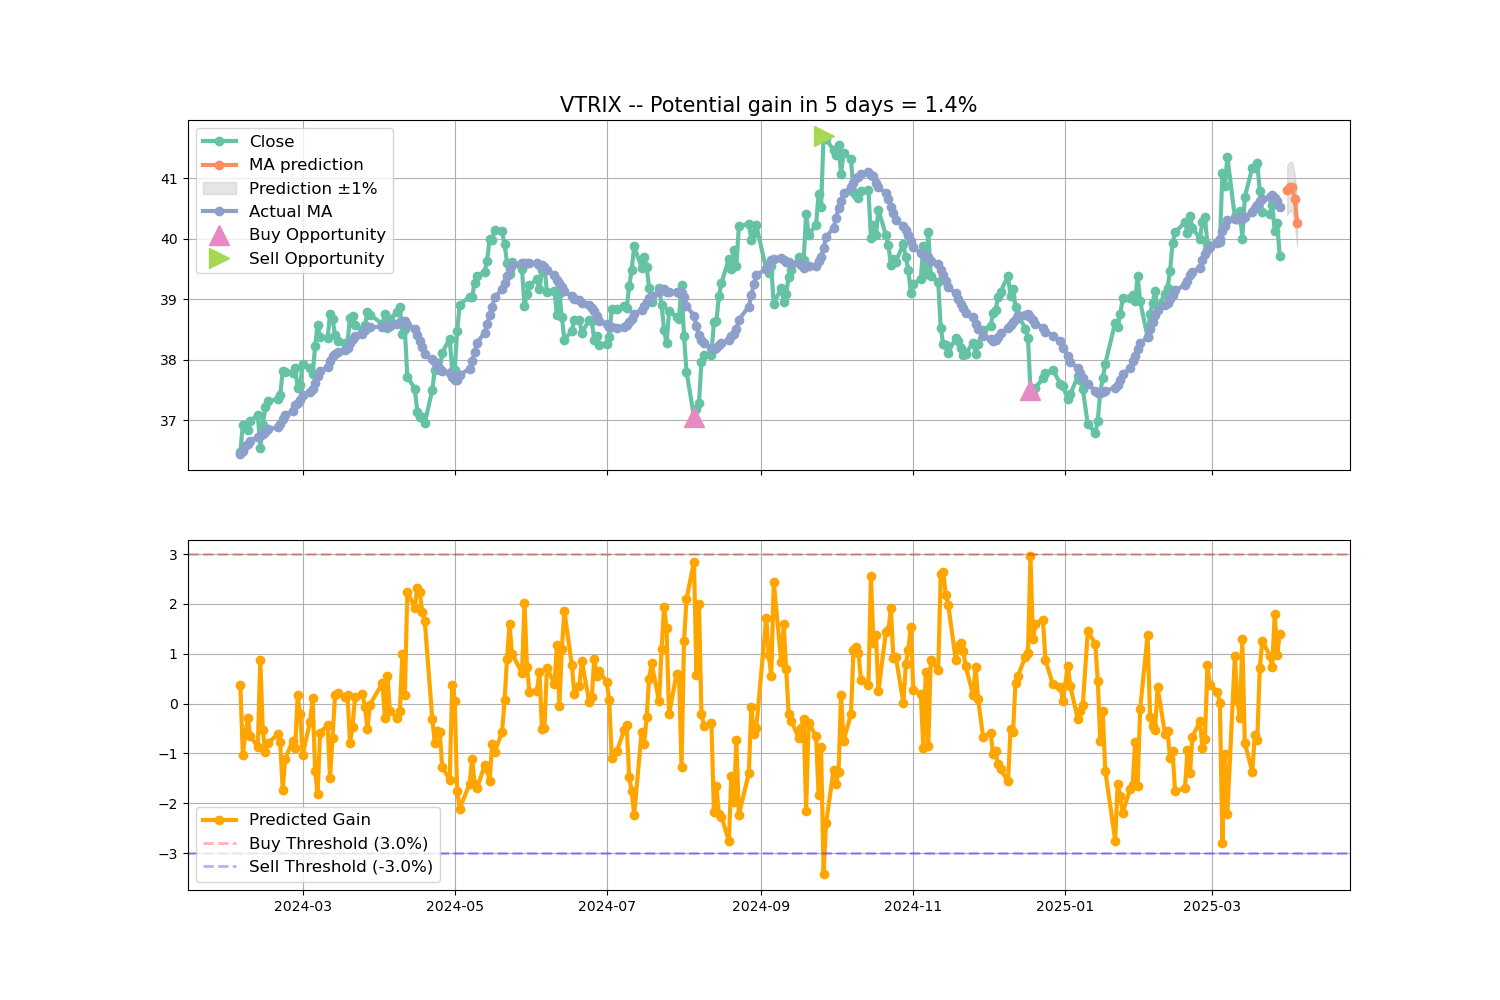 VTRIX -- Potential gain in 5 days = 1.4%
Close
MA prediction
Prediction ±1%
Actual MA
Buy Opportunity
Sell Opportunity
41
40
39
38
37
3
2
1
0
−1
−2
−3
Predicted Gain
Buy Threshold (3.0%)
Sell Threshold (-3.0%)
2024-03 2024-05 2024-07 2024-09 2024-11 2025-01 2025-03